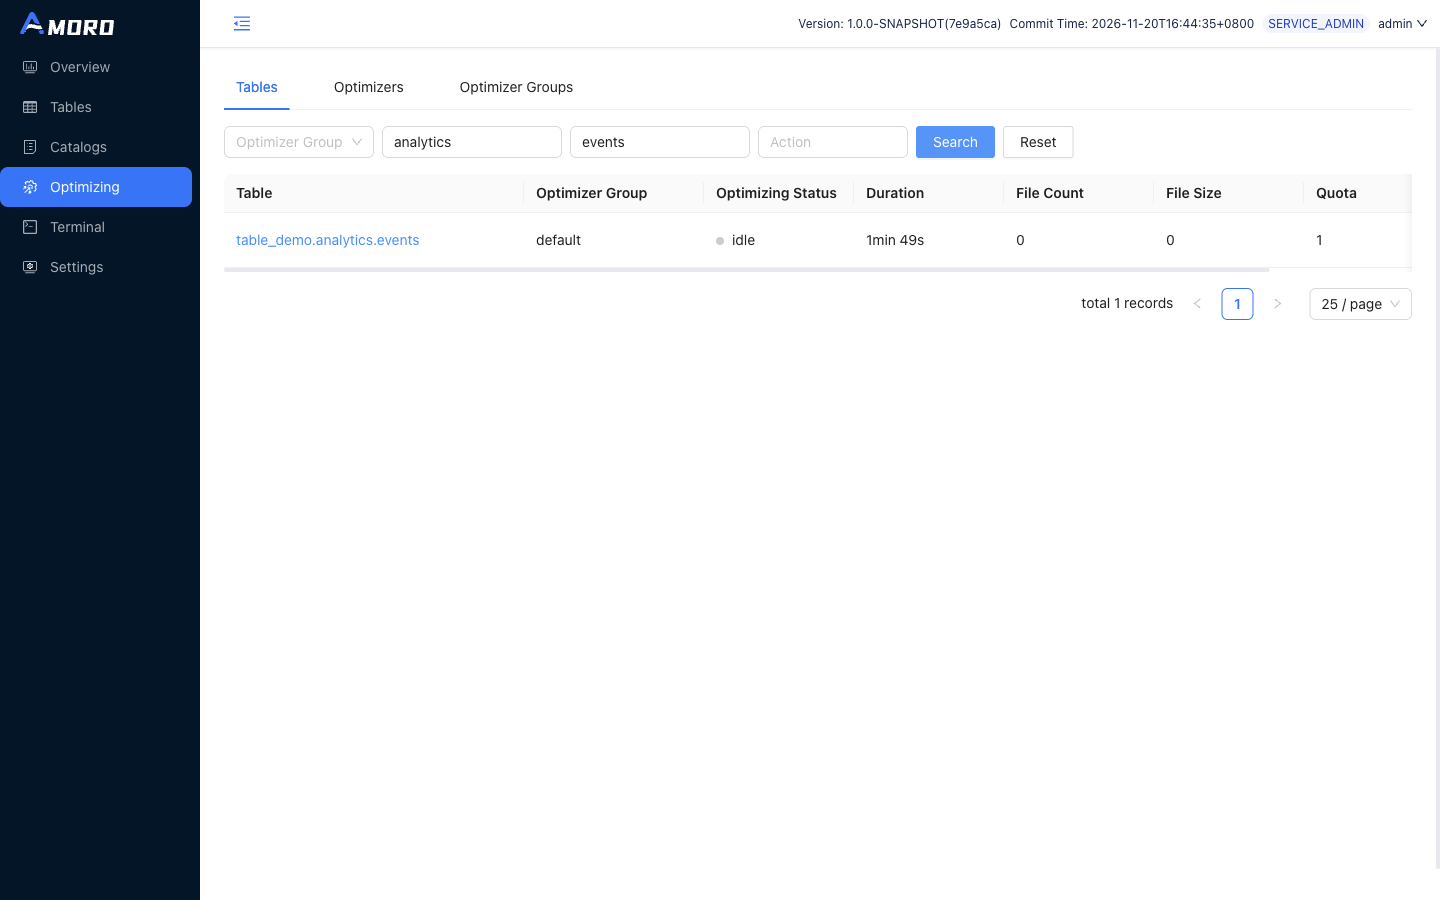 AMORO
Version: 1.0.0-SNAPSHOT(7e9a5ca) Commit Time: 2026-11-20T16:44:35+0800 SERVICE_ADMIN admin
Overview
Tables
Catalogs
Optimizing
Terminal
Settings
Tables Optimizers Optimizer Groups
Optimizer Group analytics events Action Search Reset
Table Optimizer Group Optimizing Status Duration File Count File Size Quota
table_demo.analytics.events default idle 1min 49s 0 0 1
total 1 records 1 25 / page